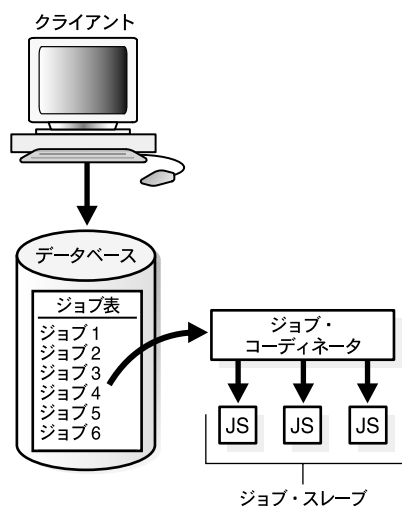 クライアント
データベース
ジョブ表
ジョブ1
ジョブ2
ジョブ3
ジョブ4
ジョブ5
ジョブ6
ジョブ・
コーディネータ
JS
JS
JS
ジョブ・スレーブ